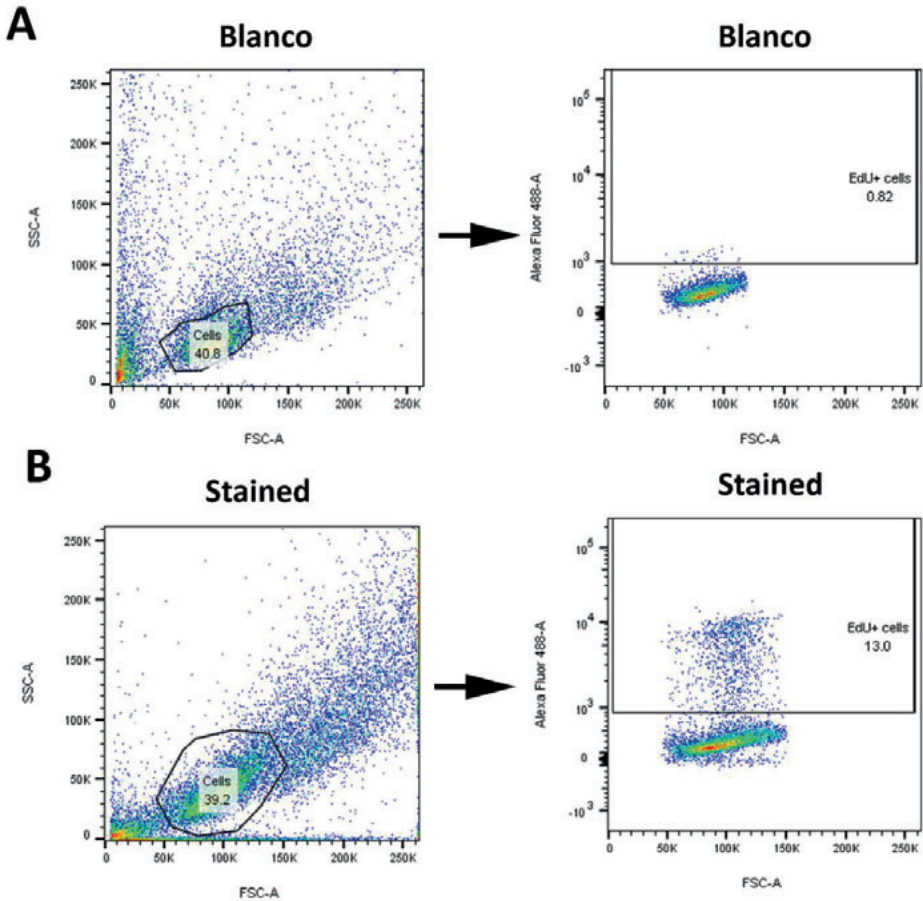 A
Blanco
Blanco
250K
200K
150K
100K
50K
0
SSC-A
Cells
40.8
0 50K 100K 150K 200K 250K
FSC-A
10^5
10^4
10^3
0
-10^3
Alexa Fluor 488-A
EdU+ cells
0.82
0 50K 100K 150K 200K 250K
FSC-A
B
Stained
Stained
250K
200K
150K
100K
50K
0
SSC-A
Cells
39.2
0 50K 100K 150K 200K 250K
FSC-A
10^5
10^4
10^3
0
-10^3
Alexa Fluor 488-A
EdU+ cells
13.0
0 50K 100K 150K 200K 250K
FSC-A